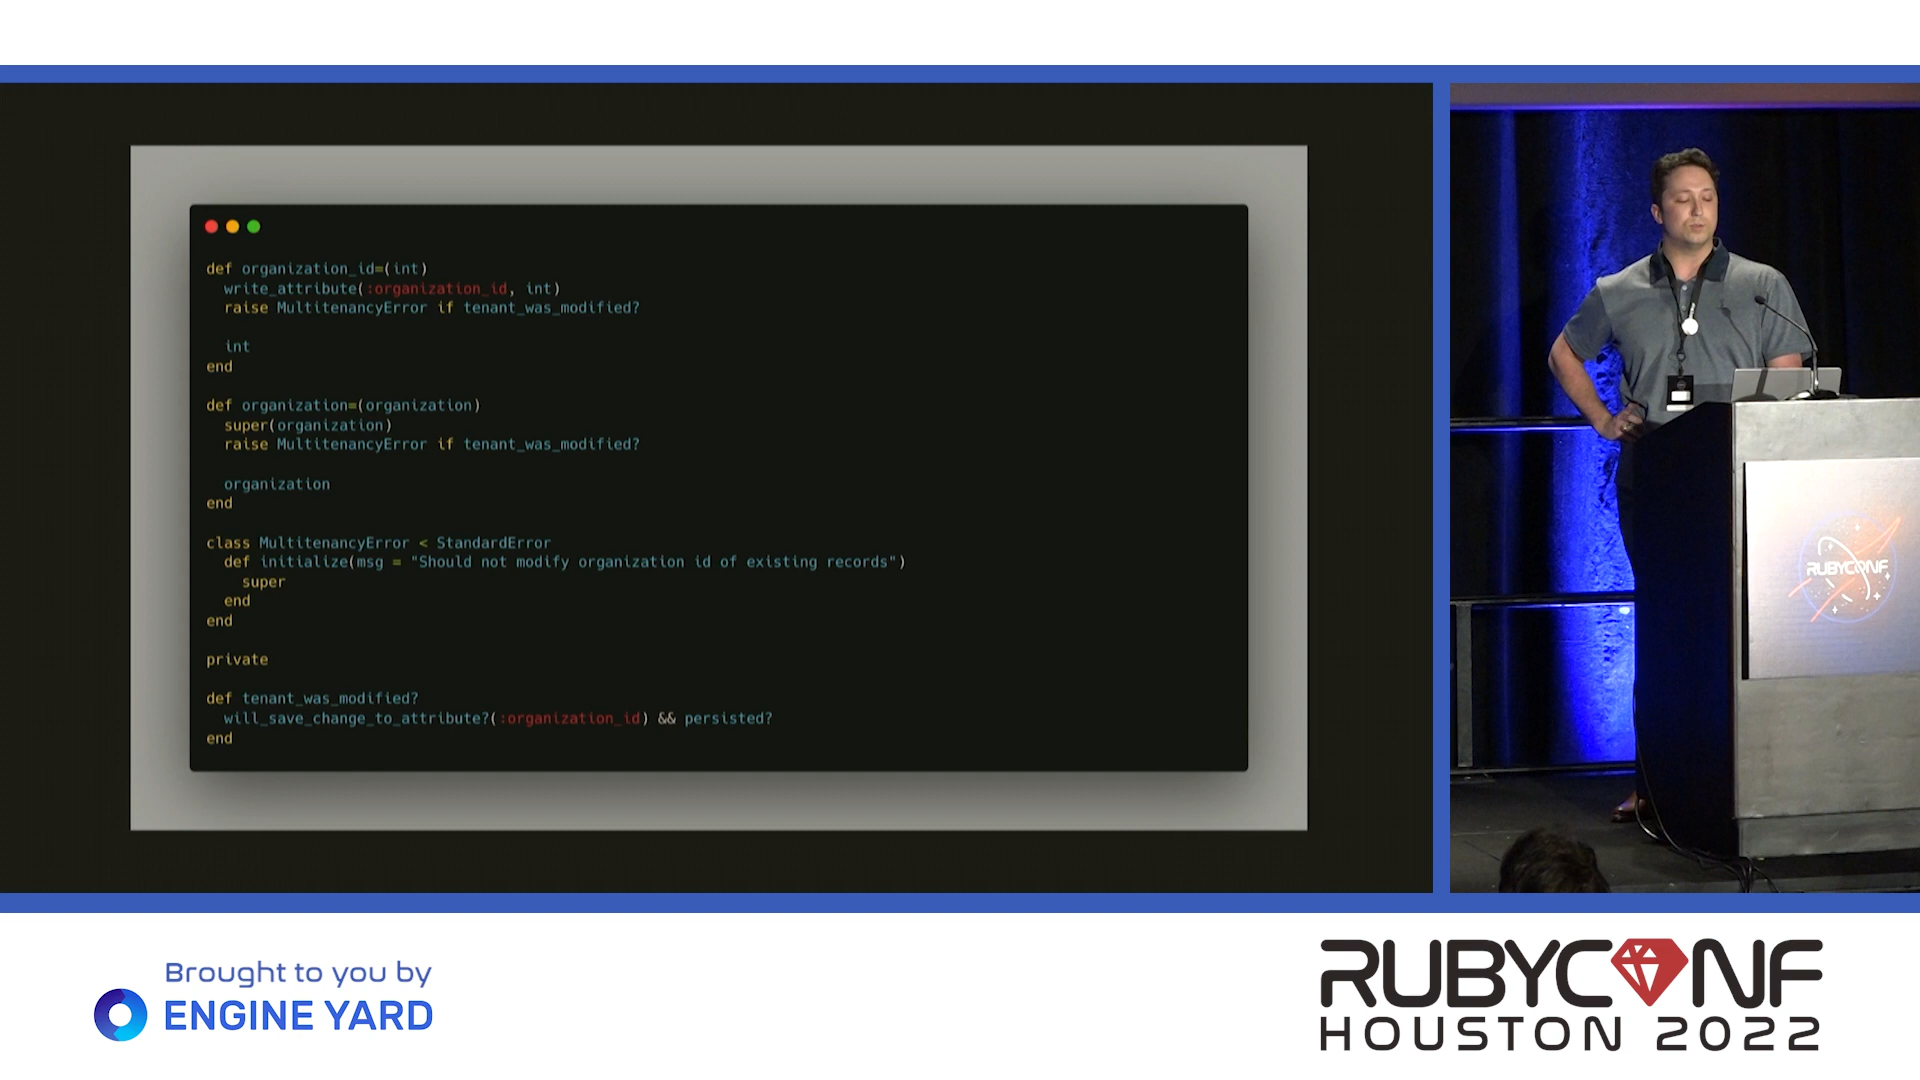 def organization_id=(int)
  write_attribute(:organization_id, int)
  raise MultitenancyError if tenant_was_modified?

  int
end

def organization=(organization)
  super(organization)
  raise MultitenancyError if tenant_was_modified?

  organization
end

class MultitenancyError < StandardError
  def initialize(msg = "Should not modify organization id of existing records")
    super
  end
end

private

def tenant_was_modified?
  will_save_change_to_attribute?(:organization_id) && persisted?
end
RUBYCONF
Brought to you by
ENGINE YARD
RUBYCONF
HOUSTON 2022